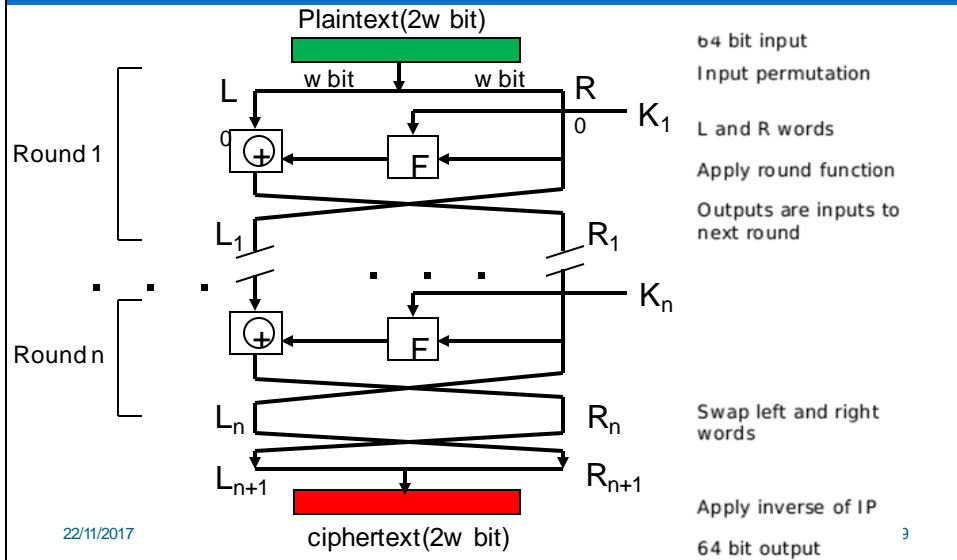 Plaintext(2w bit)
64 bit input
w bit
w bit
Input permutation
L
0
R
0
K1
L and R words
Round 1
+
F
Apply round function
Outputs are inputs to
next round
L1
R1
. . .
. . .
Kn
Round n
+
F
Ln
Rn
Swap left and right
words
Ln+1
Rn+1
Apply inverse of IP
22/11/2017
ciphertext(2w bit)
9
64 bit output